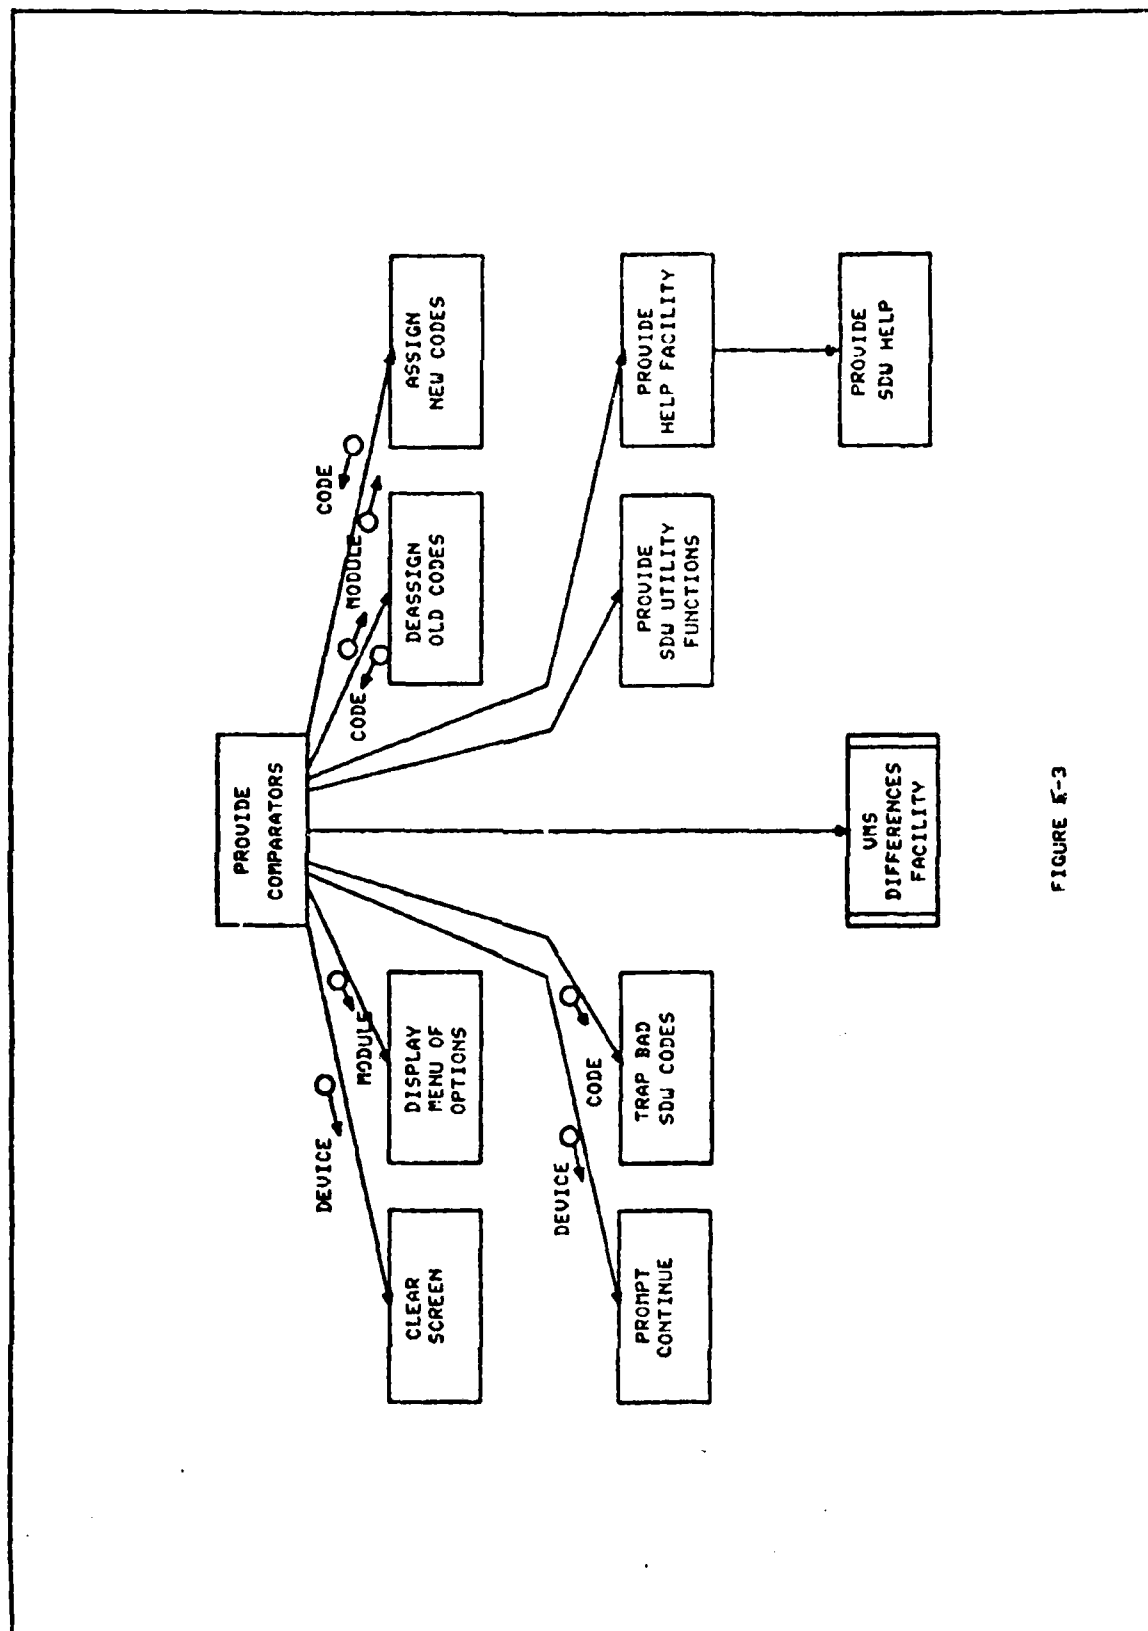 PROVIDE
COMPARATORS
DEVICE
MODULE
CODE
MODULE
CODE
CLEAR
SCREEN
DISPLAY
MENU OF
OPTIONS
DEASSIGN
OLD CODES
ASSIGN
NEW CODES
DEVICE
CODE
PROMPT
CONTINUE
TRAP BAD
SDW CODES
PROVIDE
SDW UTILITY
FUNCTIONS
PROVIDE
HELP FACILITY
VMS
DIFFERENCES
FACILITY
PROVIDE
SDW HELP
FIGURE E-3